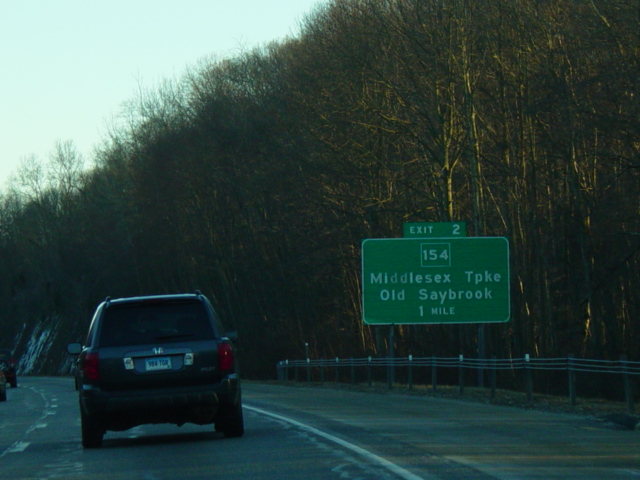 EXIT 2
154
Middlesex Tpke
Old Saybrook
1 MILE